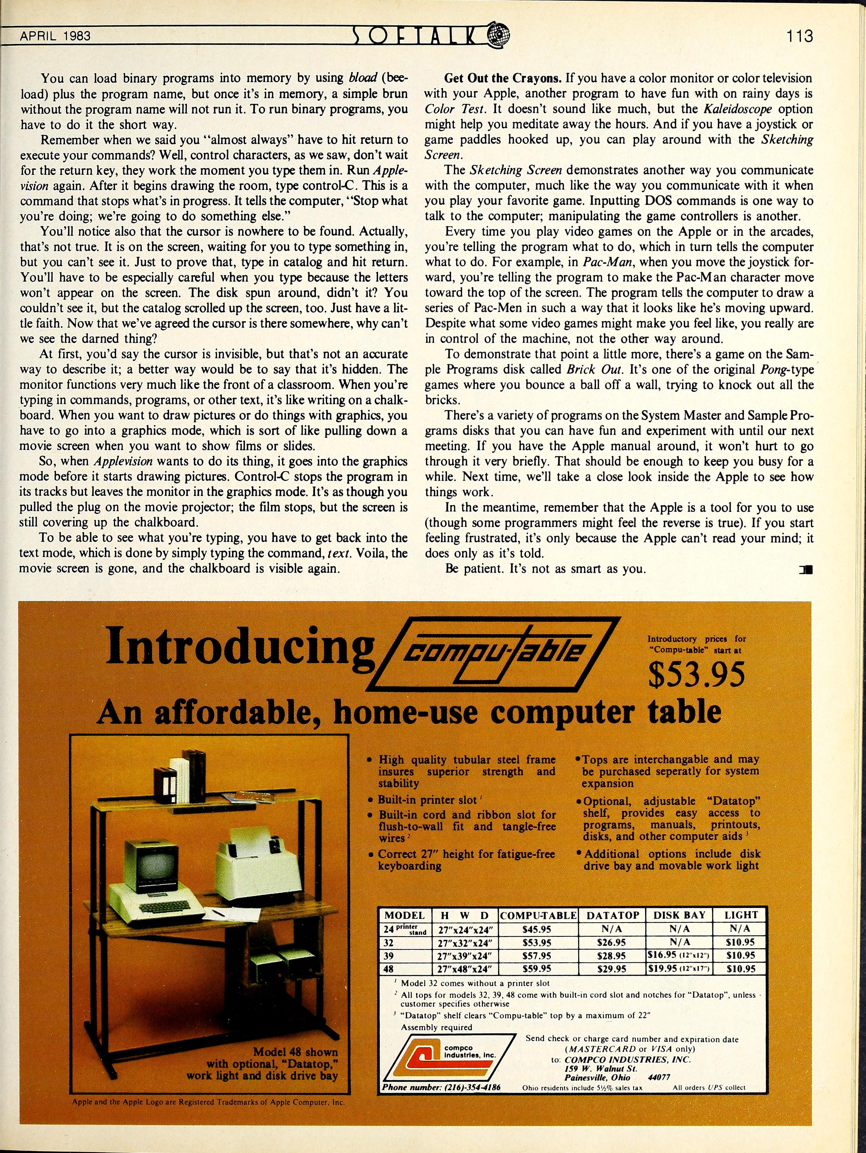 APRIL 1983
SOFTALK
113
You can load binary programs into memory by using bload (bee-
load) plus the program name, but once it's in memory, a simple brun
without the program name will not run it. To run binary programs, you
have to do it the short way.
Remember when we said you "almost always" have to hit return to
execute your commands? Well, control characters, as we saw, don't wait
for the return key, they work the moment you type them in. Run Apple-
vision again. After it begins drawing the room, type control-C. This is a
command that stops what's in progress. It tells the computer, "Stop what
you're doing; we're going to do something else."
You'll notice also that the cursor is nowhere to be found. Actually,
that's not true. It is on the screen, waiting for you to type something in,
but you can't see it. Just to prove that, type in catalog and hit return.
You'll have to be especially careful when you type because the letters
won't appear on the screen. The disk spun around, didn't it? You
couldn't see it, but the catalog scrolled up the screen, too. Just have a lit-
tle faith. Now that we've agreed the cursor is there somewhere, why can't
we see the darned thing?
At first, you'd say the cursor is invisible, but that's not an accurate
way to describe it; a better way would be to say that it's hidden. The
monitor functions very much like the front of a classroom. When you're
typing in commands, programs, or other text, it's like writing on a chalk-
board. When you want to draw pictures or do things with graphics, you
have to go into a graphics mode, which is sort of like pulling down a
movie screen when you want to show films or slides.
So, when Applevision wants to do its thing, it goes into the graphics
mode before it starts drawing pictures. Control-C stops the program in
its tracks but leaves the monitor in the graphics mode. It's as though you
pulled the plug on the movie projector; the film stops, but the screen is
still covering up the chalkboard.
To be able to see what you're typing, you have to get back into the
text mode, which is done by simply typing the command, text. Voila, the
movie screen is gone, and the chalkboard is visible again.
Get Out the Crayons. If you have a color monitor or color television
with your Apple, another program to have fun with on rainy days is
Color Test. It doesn't sound like much, but the Kaleidoscope option
might help you meditate away the hours. And if you have a joystick or
game paddles hooked up, you can play around with the Sketching
Screen.
The Sketching Screen demonstrates another way you communicate
with the computer, much like the way you communicate with it when
you play your favorite game. Inputting DOS commands is one way to
talk to the computer; manipulating the game controllers is another.
Every time you play video games on the Apple or in the arcades,
you're telling the program what to do, which in turn tells the computer
what to do. For example, in Pac-Man, when you move the joystick for-
ward, you're telling the program to make the Pac-Man character move
toward the top of the screen. The program tells the computer to draw a
series of Pac-Men in such a way that it looks like he's moving upward.
Despite what some video games might make you feel like, you really are
in control of the machine, not the other way around.
To demonstrate that point a little more, there's a game on the Sam-
ple Programs disk called Brick Out. It's one of the original Pong-type
games where you bounce a ball off a wall, trying to knock out all the
bricks.
There's a variety of programs on the System Master and Sample Pro-
grams disks that you can have fun and experiment with until our next
meeting. If you have the Apple manual around, it won't hurt to go
through it very briefly. That should be enough to keep you busy for a
while. Next time, we'll take a close look inside the Apple to see how
things work.
In the meantime, remember that the Apple is a tool for you to use
(though some programmers might feel the reverse is true). If you start
feeling frustrated, it's only because the Apple can't read your mind; it
does only as it's told.
Be patient. It's not as smart as you.
Introducing compu-table
Introductory prices for
"Compu-table" start at
$53.95
An affordable, home-use computer table
• High quality tubular steel frame
insures superior strength and
stability
• Built-in printer slot ¹
• Built-in cord and ribbon slot for
flush-to-wall fit and tangle-free
wires ²
• Correct 27" height for fatigue-free
keyboarding
• Tops are interchangable and may
be purchased seperatly for system
expansion
• Optional, adjustable "Datatop"
shelf, provides easy access to
programs, manuals, printouts,
disks, and other computer aids ³
• Additional options include disk
drive bay and movable work light
Model 48 shown
with optional, "Datatop,"
work light and disk drive bay
MODEL H W D COMPU-TABLE DATATOP DISK BAY LIGHT
24 printer stand 27"x24"x24" $45.95 N/A N/A N/A
32 27"x32"x24" $53.95 $26.95 N/A $10.95
39 27"x39"x24" $57.95 $28.95 $16.95 (12"x12") $10.95
48 27"x48"x24" $59.95 $29.95 $19.95 (12"x17") $10.95
¹ Model 32 comes without a printer slot
² All tops for models 32, 39, 48 come with built-in cord slot and notches for "Datatop", unless
customer specifies otherwise
³ "Datatop" shelf clears "Compu-table" top by a maximum of 22"
Assembly required
compco
industries, inc.
Phone number: (216)-354-4186
Send check or charge card number and expiration date
(MASTERCARD or VISA only)
to: COMPCO INDUSTRIES, INC.
159 W. Walnut St.
Painesville, Ohio 44077
Ohio residents include 5½% sales tax All orders UPS collect
Apple and the Apple Logo are Registered Trademarks of Apple Computer, Inc.